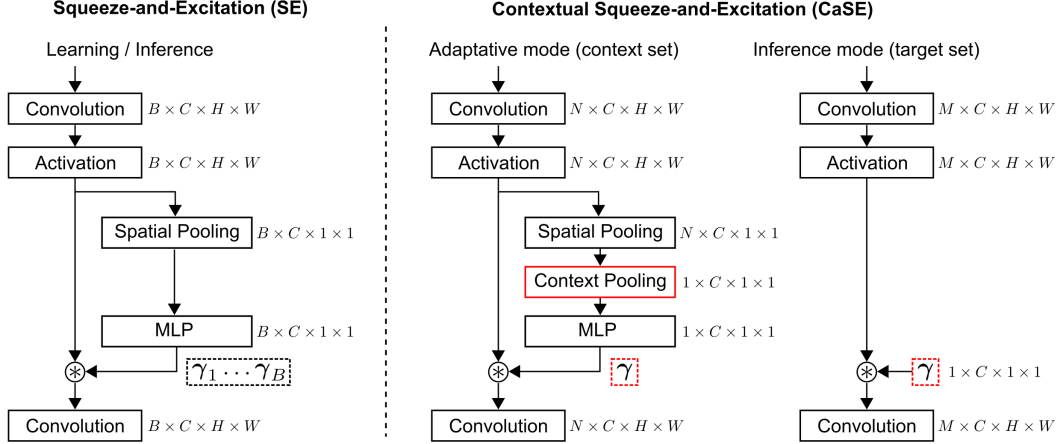 Squeeze-and-Excitation (SE)
Learning / Inference
Convolution B × C × H × W
Activation B × C × H × W
Spatial Pooling B × C × 1 × 1
MLP B × C × 1 × 1
⊛ γ₁ ⋯ γ_B
Convolution B × C × H × W
Contextual Squeeze-and-Excitation (CaSE)
Adaptative mode (context set)
Convolution N × C × H × W
Activation N × C × H × W
Spatial Pooling N × C × 1 × 1
Context Pooling 1 × C × 1 × 1
MLP 1 × C × 1 × 1
⊛ γ
Convolution N × C × H × W
Inference mode (target set)
Convolution M × C × H × W
Activation M × C × H × W
⊛ γ 1 × C × 1 × 1
Convolution M × C × H × W